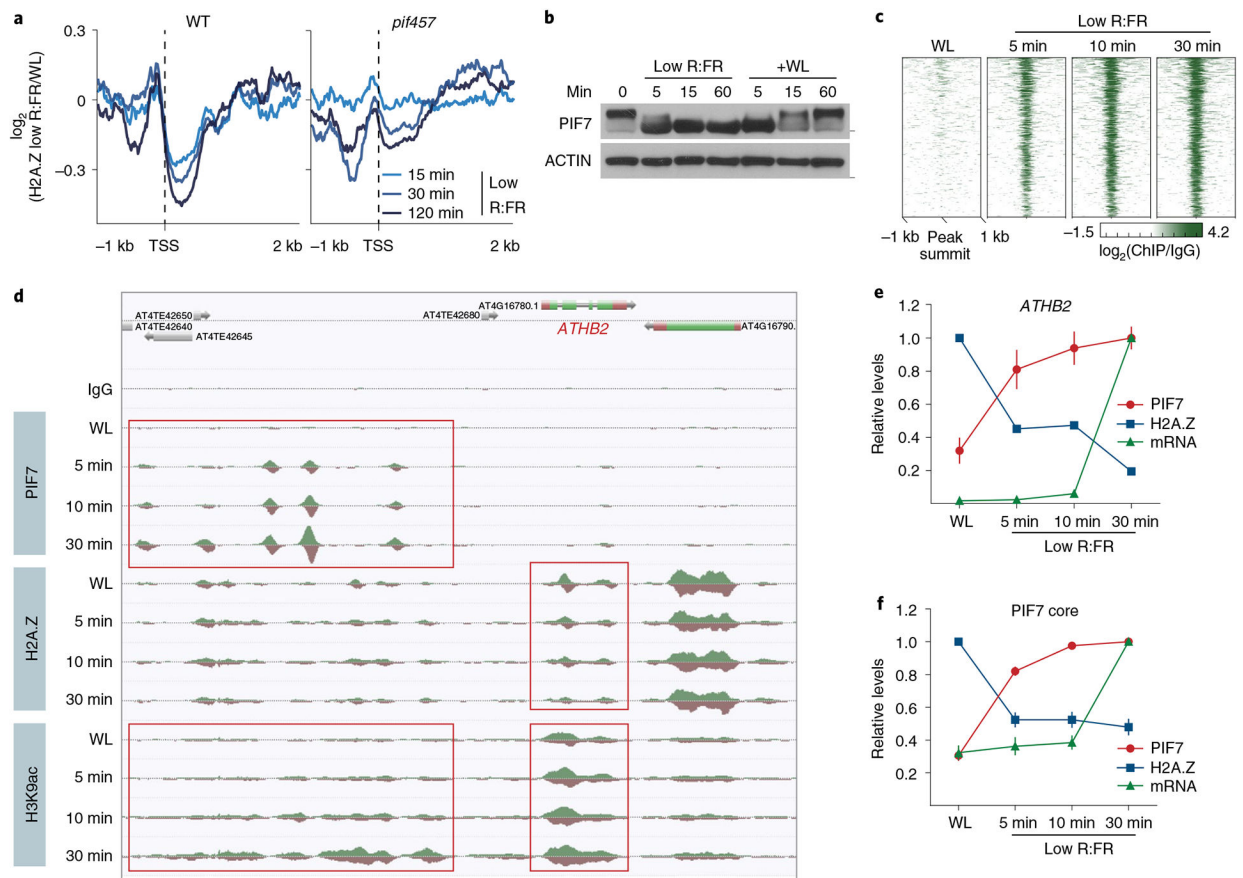 a
WT
pif457
0.3
0
−0.3
log2
(H2A.Z low R:FR/WL)
15 min
30 min
120 min
Low
R:FR
−1 kb
TSS
2 kb
−1 kb
TSS
2 kb
b
Low R:FR
+WL
Min
0
5
15
60
5
15
60
PIF7
ACTIN
c
Low R:FR
WL
5 min
10 min
30 min
−1 kb
Peak
summit
1 kb
−1.5
4.2
log2(ChIP/IgG)
d
AT4TE42650
AT4TE42640
AT4TE42645
AT4TE42680
AT4G16780.1
ATHB2
AT4G16790.
IgG
PIF7
WL
5 min
10 min
30 min
H2A.Z
WL
5 min
10 min
30 min
H3K9ac
WL
5 min
10 min
30 min
e
ATHB2
1.2
1.0
0.8
0.6
0.4
0.2
Relative levels
PIF7
H2A.Z
mRNA
WL
5 min
10 min
30 min
Low R:FR
f
PIF7 core
1.2
1.0
0.8
0.6
0.4
0.2
Relative levels
PIF7
H2A.Z
mRNA
WL
5 min
10 min
30 min
Low R:FR